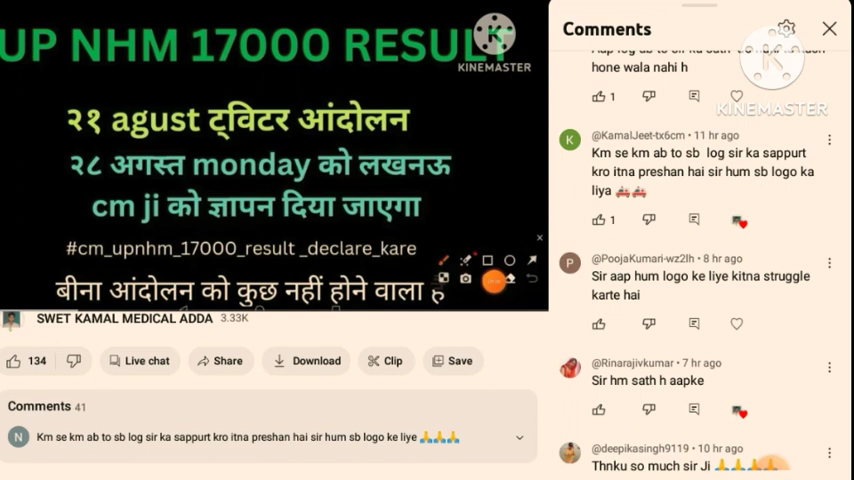 UP NHM 17000 RESULT
KINEMASTER
२१ agust ट्विटर आंदोलन
२८ अगस्त monday को लखनऊ
cm ji को ज्ञापन दिया जाएगा
#cm_upnhm_17000_result _declare_kare
बीना आंदोलन को कुछ नहीं होने वाला है
SWET KAMAL MEDICAL ADDA 3.33K
134
Live chat
Share
Download
Clip
Save
Comments 41
N
Km se km ab to sb log sir ka sappurt kro itna preshan hai sir hum sb logo ke liye 🙏🙏🙏
Comments
KINEMASTER
hone wala nahi h
1
K
@KamalJeet-tx6cm • 11 hr ago
Km se km ab to sb log sir ka sappurt
kro itna preshan hai sir hum sb logo ka
liya 🚑🚑
1
P
@PoojaKumari-wz2lh • 8 hr ago
Sir aap hum logo ke liye kitna struggle
karte hai
@Rinarajivkumar • 7 hr ago
Sir hm sath h aapke
@deepikasingh9119 • 10 hr ago
Thnku so much sir Ji 🙏🙏🙏🙏